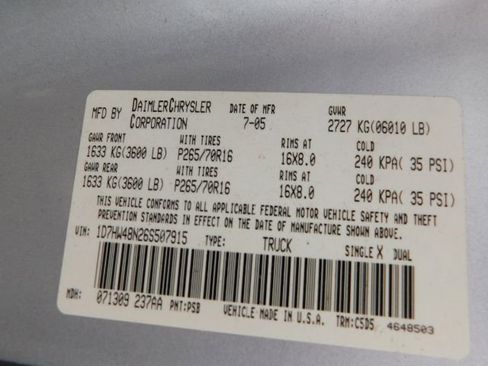 MFD BY DAIMLERCHRYSLER CORPORATION DATE OF MFR 7-05 GVWR 2727 KG(06010 LB)
GAWR FRONT WITH TIRES RIMS AT COLD
1633 KG(3600 LB) P265/70R16 16X8.0 240 KPA( 35 PSI)
GAWR REAR WITH TIRES RIMS AT COLD
1633 KG(3600 LB) P265/70R16 16X8.0 240 KPA( 35 PSI)
THIS VEHICLE CONFORMS TO ALL APPLICABLE FEDERAL MOTOR VEHICLE SAFETY AND THEFT
PREVENTION STANDARDS IN EFFECT ON THE DATE OF MANUFACTURE SHOWN ABOVE.
VIN: 1D7HW48N26S507915 TYPE: TRUCK SINGLE X DUAL
MDH: 071309 237AA PNT:PSB VEHICLE MADE IN U.S.A. TRM:C5D5 4648503